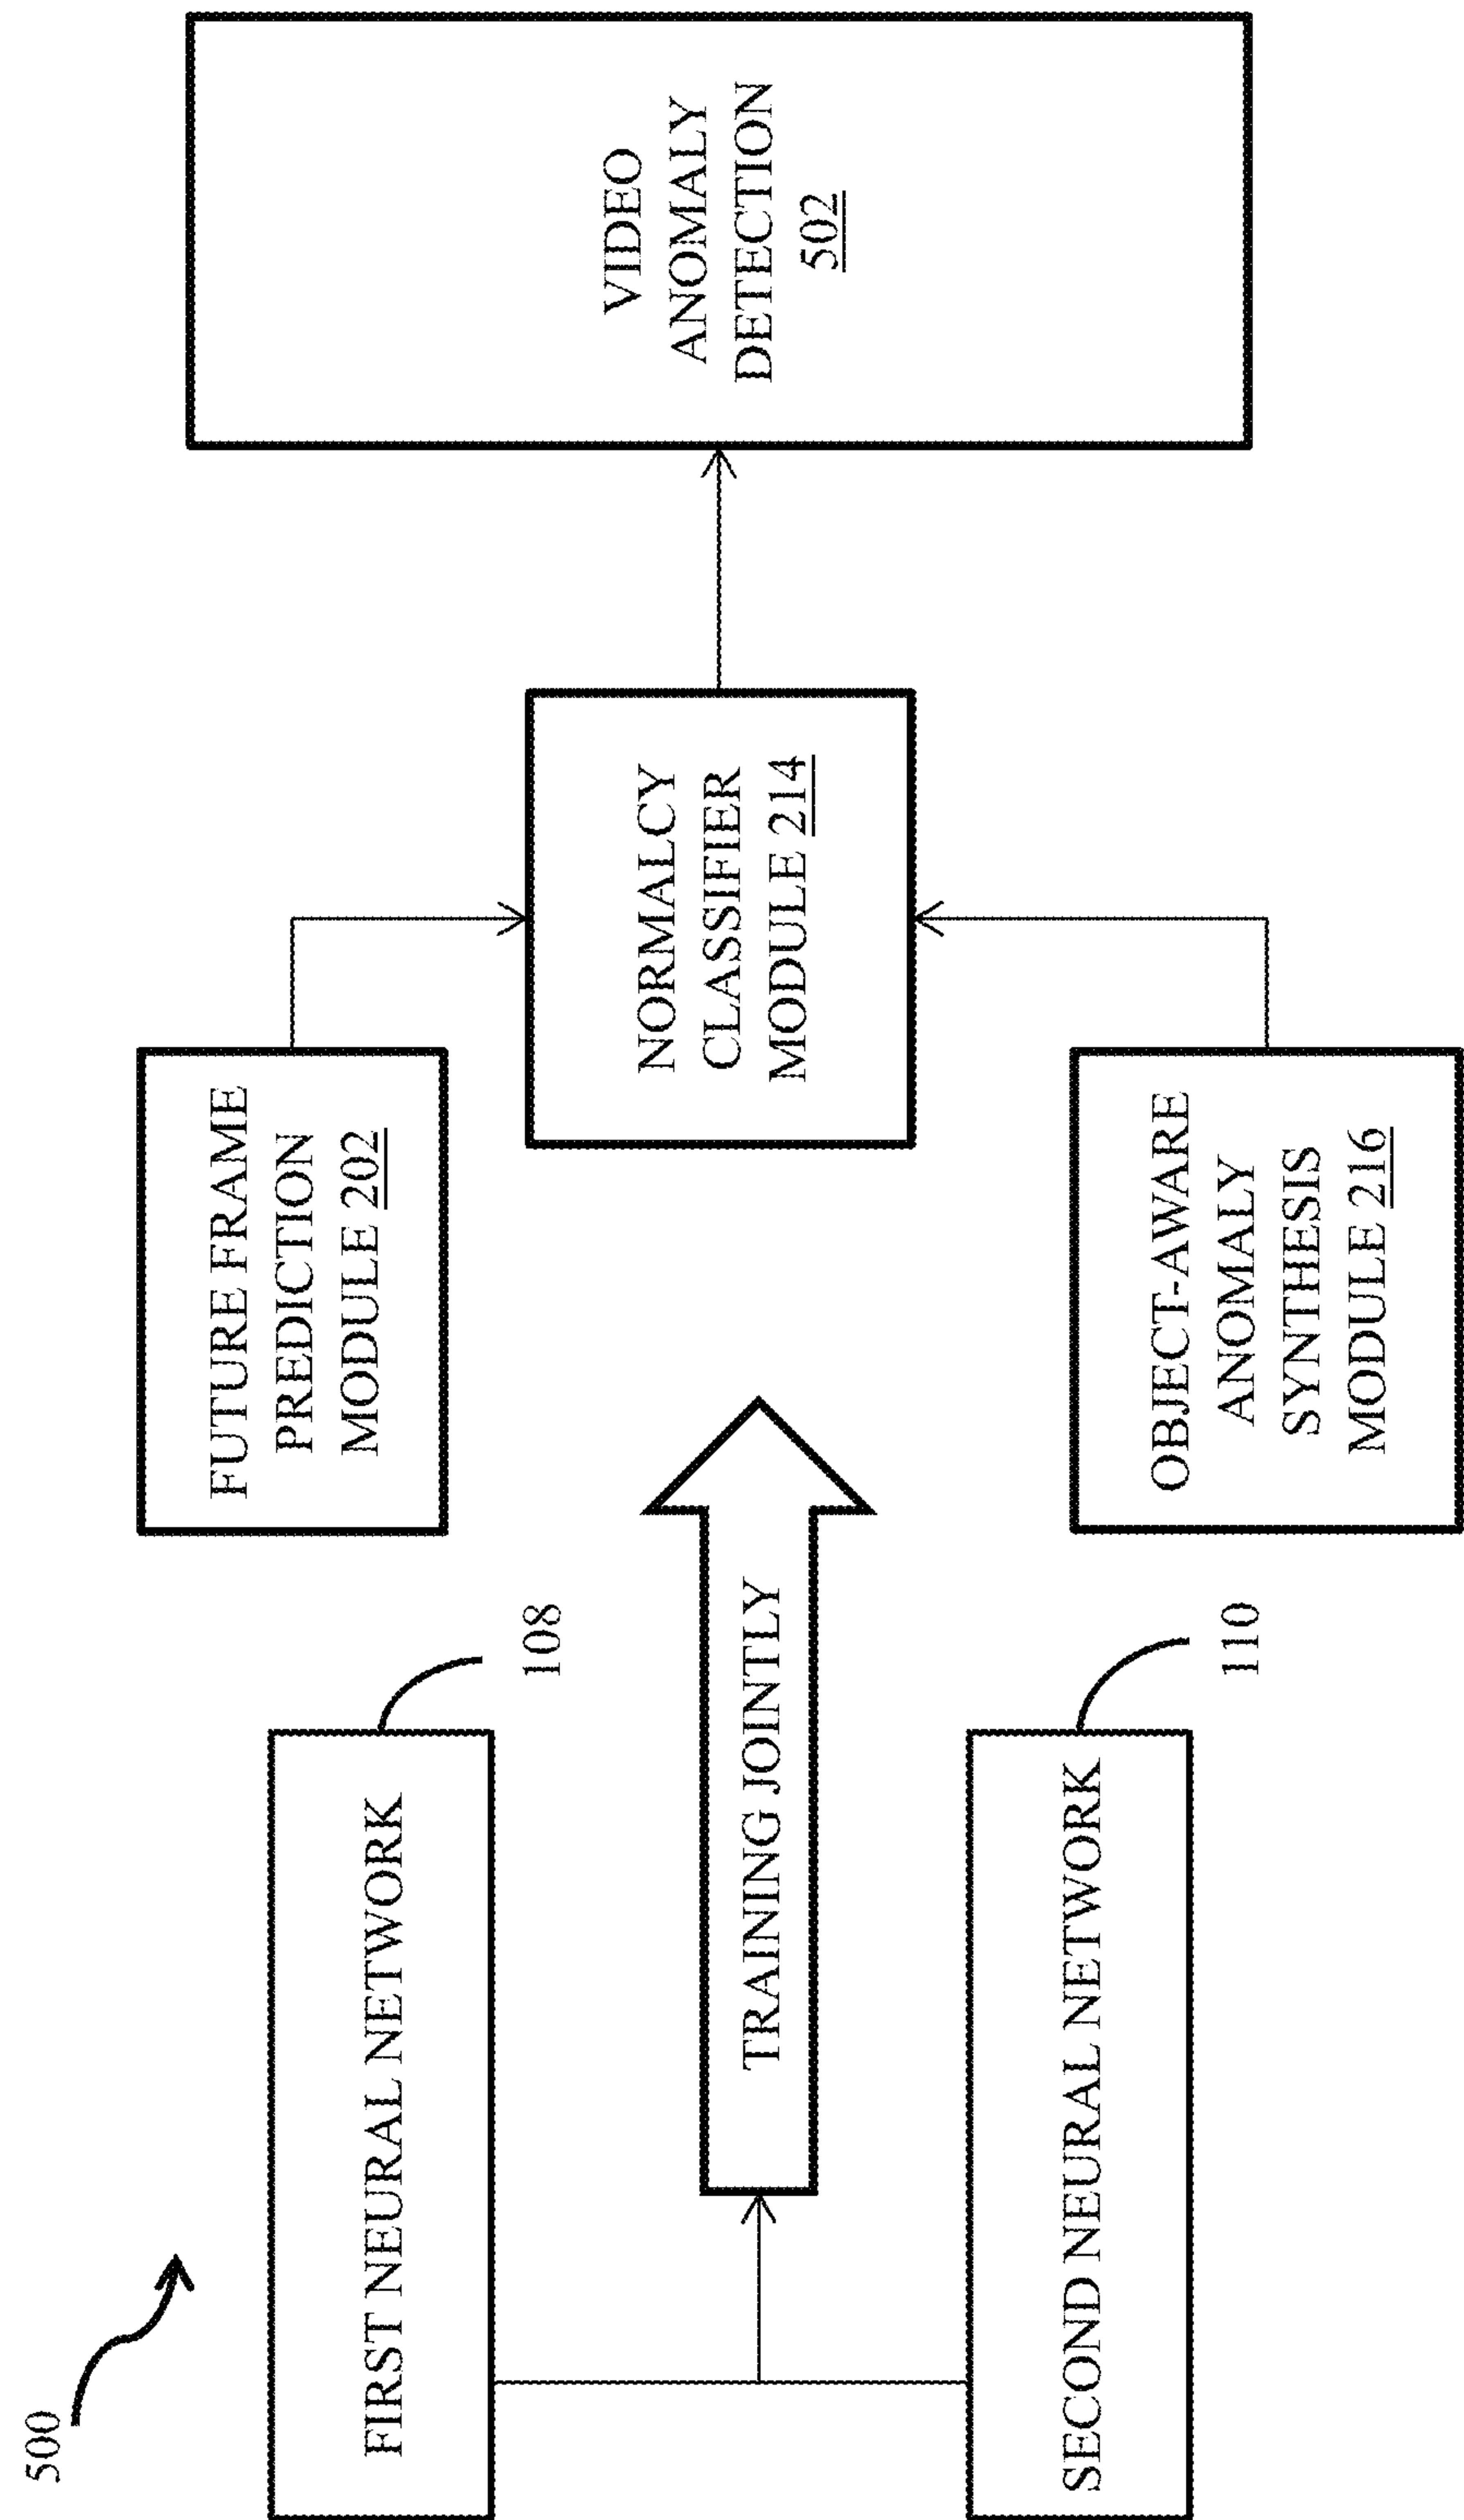 500
FIRST NEURAL NETWORK
108
TRAINING JOINTLY
SECOND NEURAL NETWORK
110
FUTURE FRAME
PREDICTION
MODULE 202
OBJECT-AWARE
ANOMALY
SYNTHESIS
MODULE 216
NORMALCY
CLASSIFIER
MODULE 214
VIDEO
ANOMALY
DETECTION
502